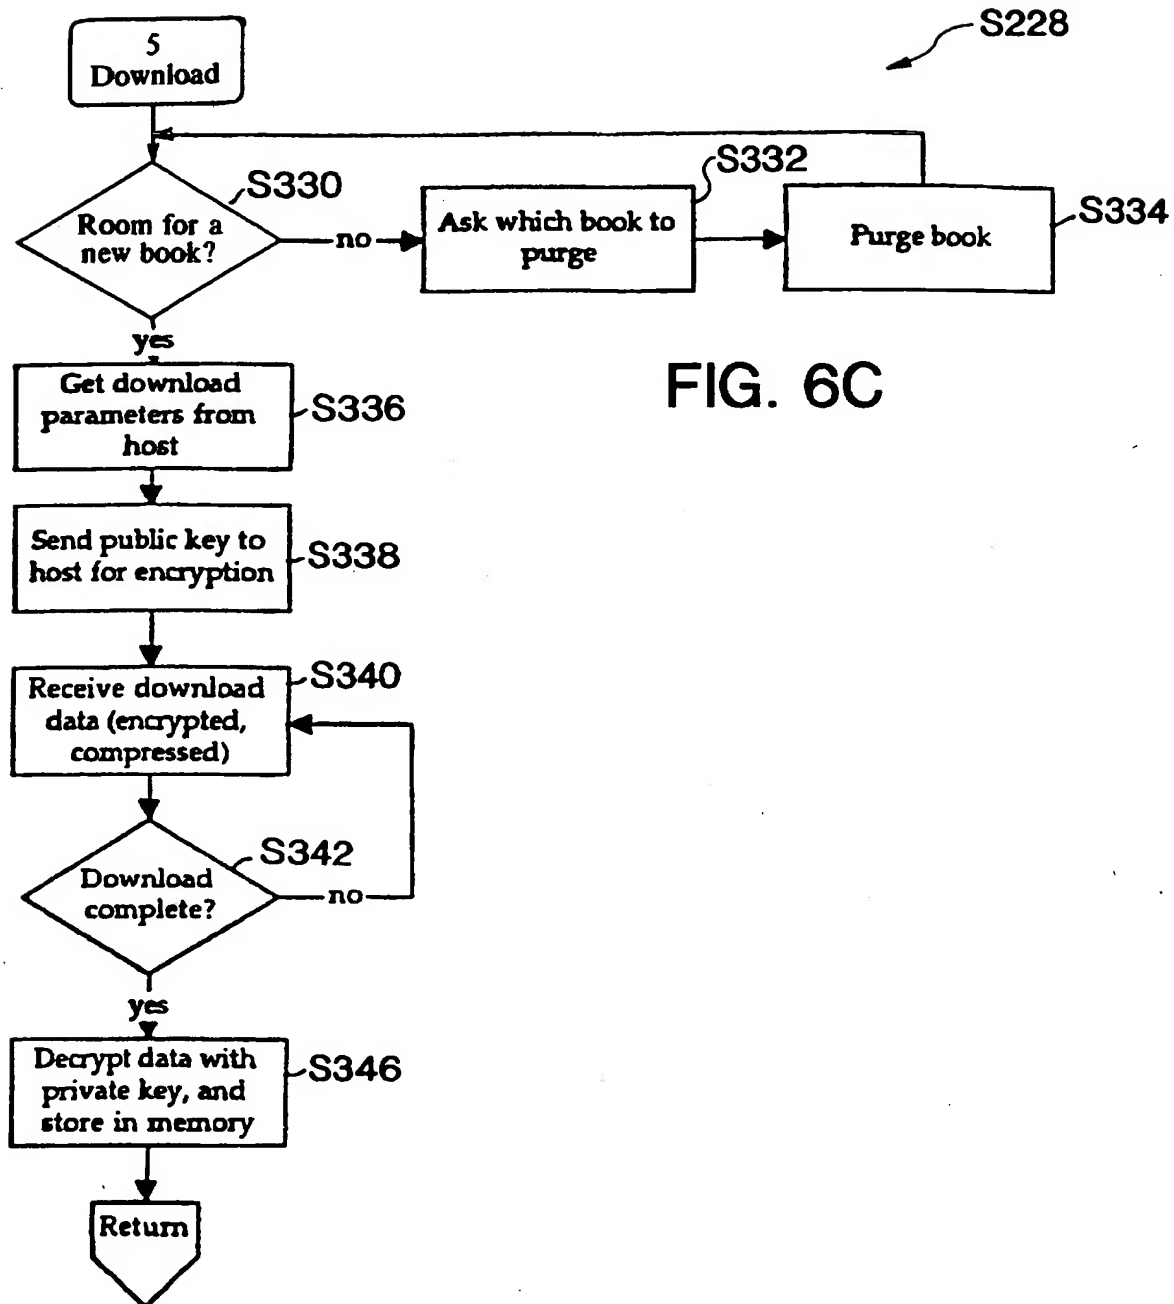 S228
5
Download
S330
Room for a
new book?
no
S332
Ask which book to
purge
S334
Purge book
yes
FIG. 6C
Get download
parameters from
host
S336
Send public key to
host for encryption
S338
Receive download
data (encrypted,
compressed)
S340
S342
Download
complete?
no
yes
Decrypt data with
private key, and
store in memory
S346
Return